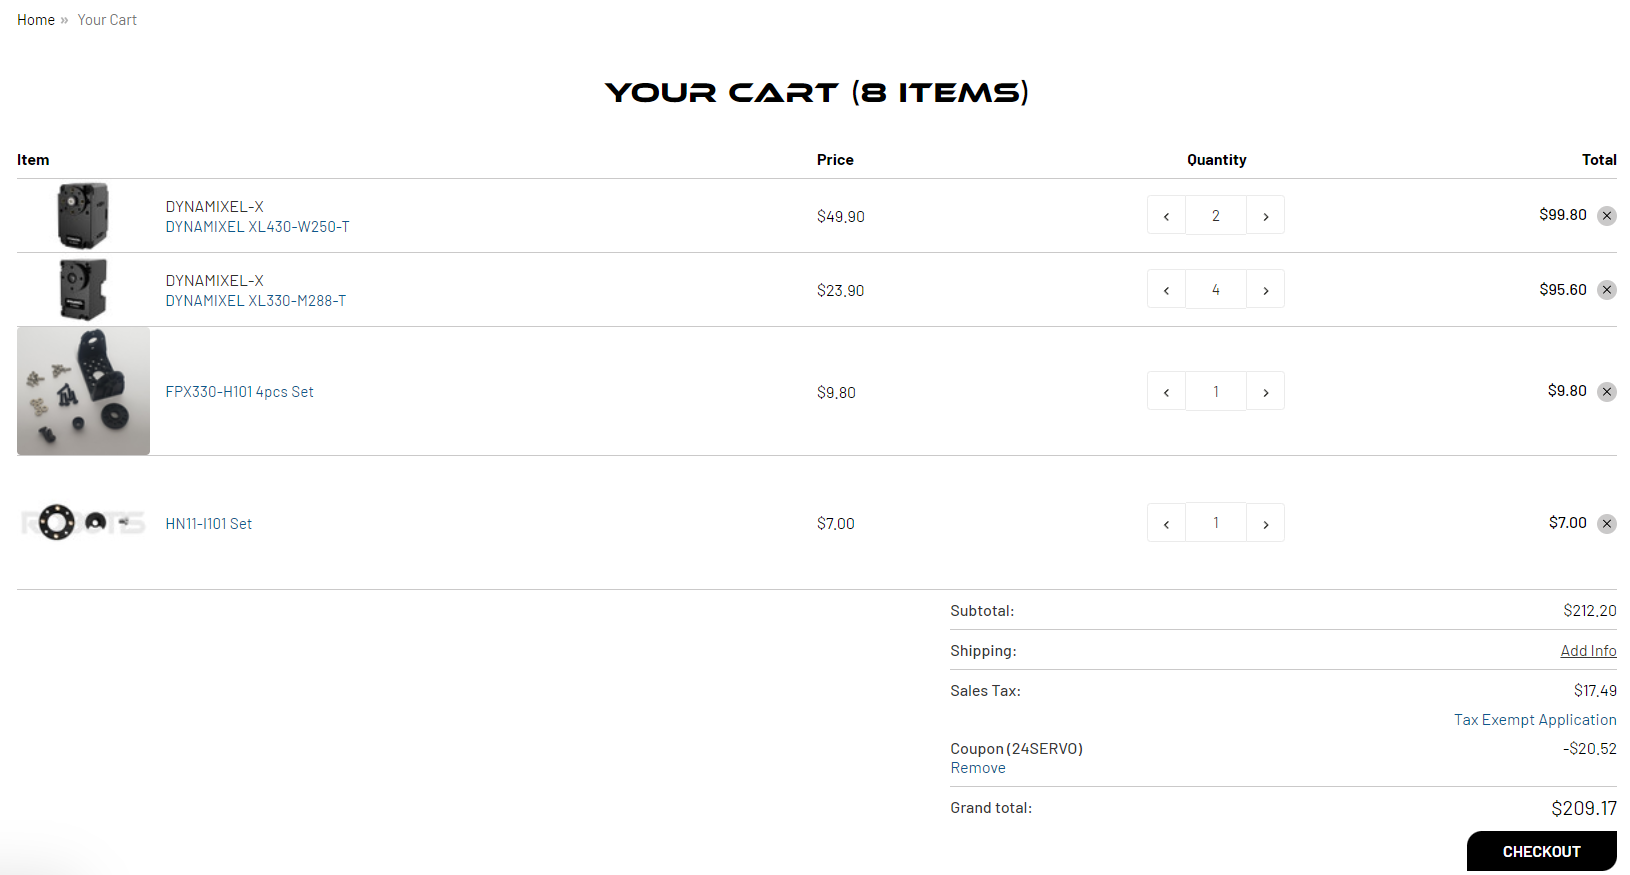 Home » Your Cart
YOUR CART (8 ITEMS)
Item Price Quantity Total
DYNAMIXEL-X
DYNAMIXEL XL430-W250-T
$49.90 ‹ 2 › $99.80
DYNAMIXEL-X
DYNAMIXEL XL330-M288-T
$23.90 ‹ 4 › $95.60
FPX330-H101 4pcs Set $9.80 ‹ 1 › $9.80
ROBOTIS
HN11-I101 Set $7.00 ‹ 1 › $7.00
Subtotal: $212.20
Shipping: Add Info
Sales Tax: $17.49
Tax Exempt Application
Coupon (24SERVO) -$20.52
Remove
Grand total: $209.17
CHECKOUT